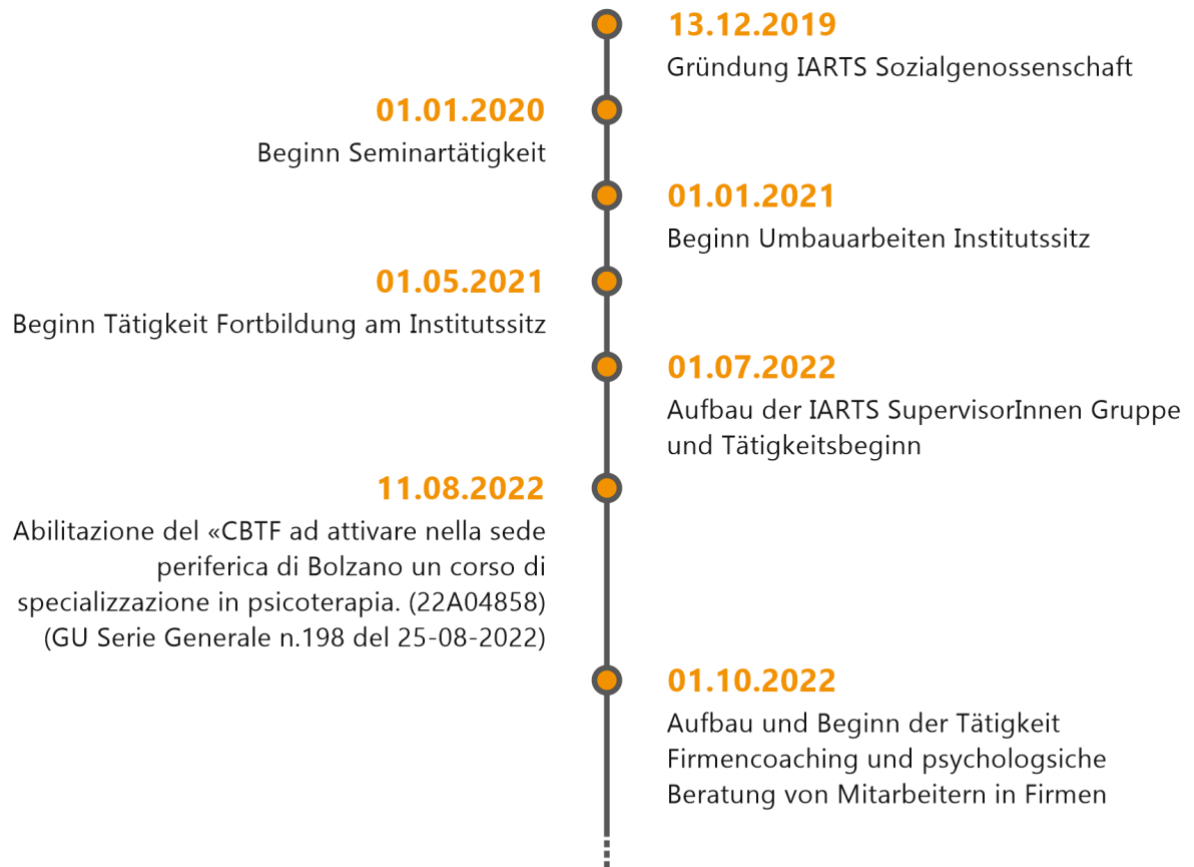 13.12.2019
Gründung IARTS Sozialgenossenschaft
01.01.2020
Beginn Seminartätigkeit
01.01.2021
Beginn Umbauarbeiten Institutssitz
01.05.2021
Beginn Tätigkeit Fortbildung am Institutssitz
01.07.2022
Aufbau der IARTS SupervisorInnen Gruppe
und Tätigkeitsbeginn
11.08.2022
Abilitazione del «CBTF ad attivare nella sede
periferica di Bolzano un corso di
specializzazione in psicoterapia. (22A04858)
(GU Serie Generale n.198 del 25-08-2022)
01.10.2022
Aufbau und Beginn der Tätigkeit
Firmencoaching und psychologsiche
Beratung von Mitarbeitern in Firmen